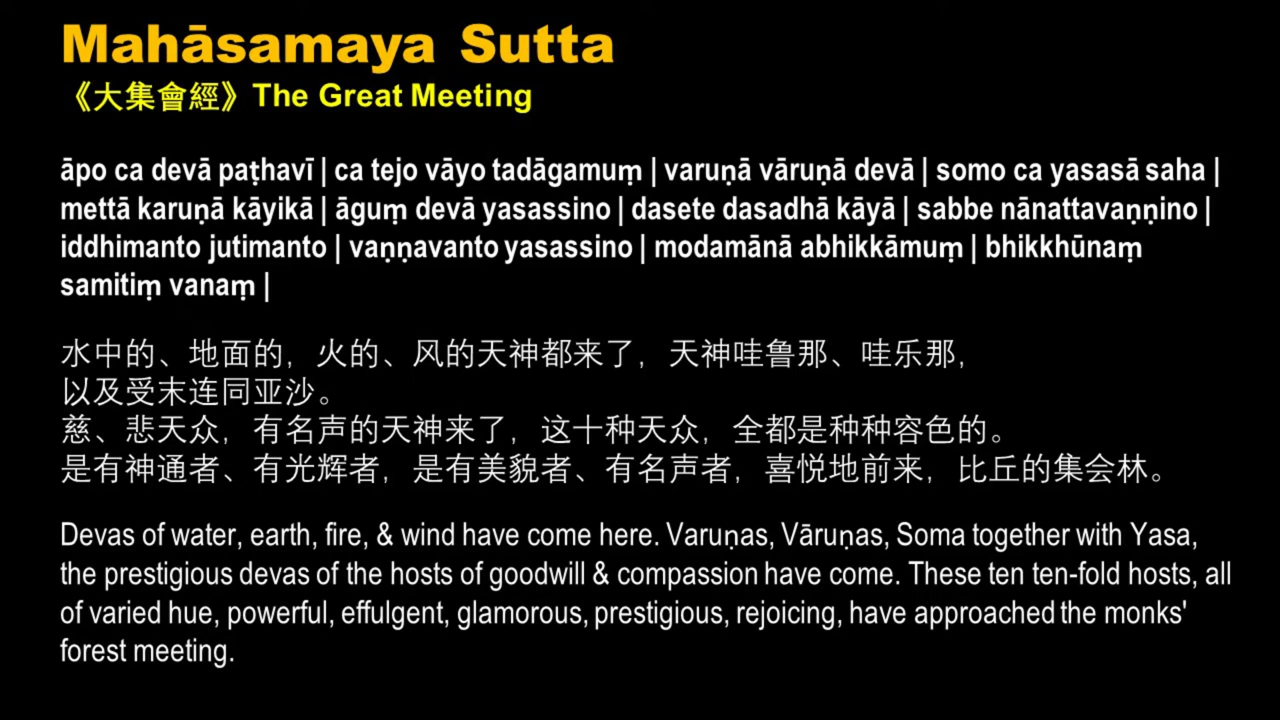 Mahāsamaya Sutta
《大集會經》The Great Meeting
āpo ca devā paṭhavī | ca tejo vāyo tadāgamuṃ | varuṇā vāruṇā devā | somo ca yasasā saha |
mettā karuṇā kāyikā | āguṃ devā yasassino | dasete dasadhā kāyā | sabbe nānattavaṇṇino |
iddhimanto jutimanto | vaṇṇavanto yasassino | modamānā abhikkāmuṃ | bhikkhūnaṃ
samitiṃ vanaṃ |
水中的、地面的，火的、风的天神都来了，天神哇鲁那、哇乐那，
以及受末连同亚沙。
慈、悲天众，有名声的天神来了，这十种天众，全都是种种容色的。
是有神通者、有光辉者，是有美貌者、有名声者，喜悦地前来，比丘的集会林。
Devas of water, earth, fire, & wind have come here. Varuṇas, Vāruṇas, Soma together with Yasa,
the prestigious devas of the hosts of goodwill & compassion have come. These ten ten-fold hosts, all
of varied hue, powerful, effulgent, glamorous, prestigious, rejoicing, have approached the monks'
forest meeting.